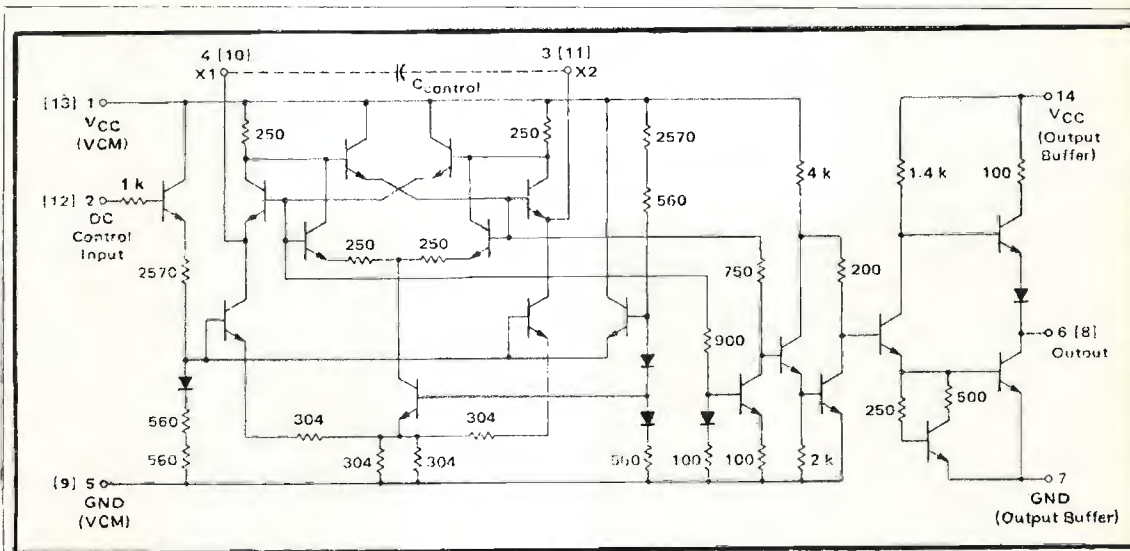 4 [10]
3 [11]
X1
X2
Ccontrol
[13] 1
VCC
(VCM)
14
VCC
(Output
Buffer)
250
250
2570
4 k
1.4 k
100
1 k
[12] 2
DC
Control
Input
560
250
250
2570
750
200
900
6 [8]
Output
560
560
304
304
304
304
560
100
100
2 k
250
500
[9] 5
GND
(VCM)
7
GND
(Output Buffer)